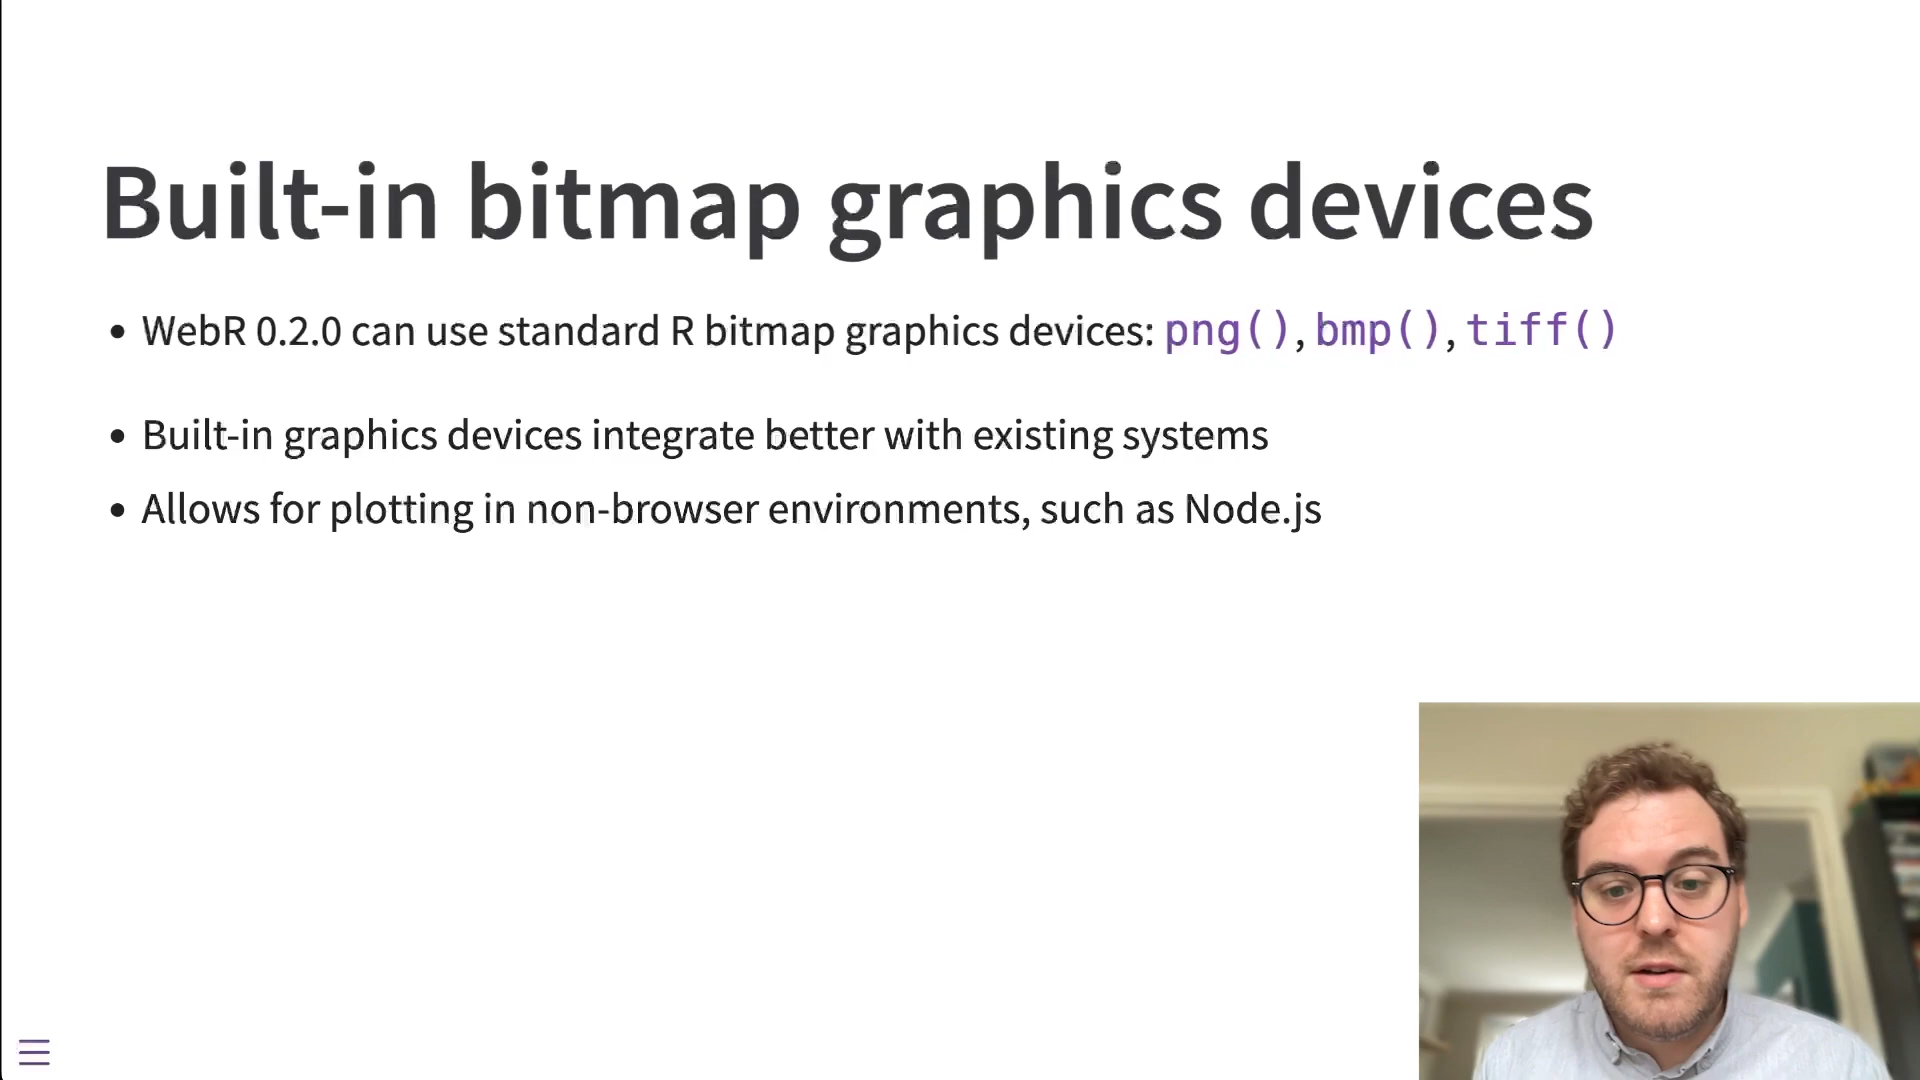 Built-in bitmap graphics devices
• WebR 0.2.0 can use standard R bitmap graphics devices: png(), bmp(), tiff()
• Built-in graphics devices integrate better with existing systems
• Allows for plotting in non-browser environments, such as Node.js